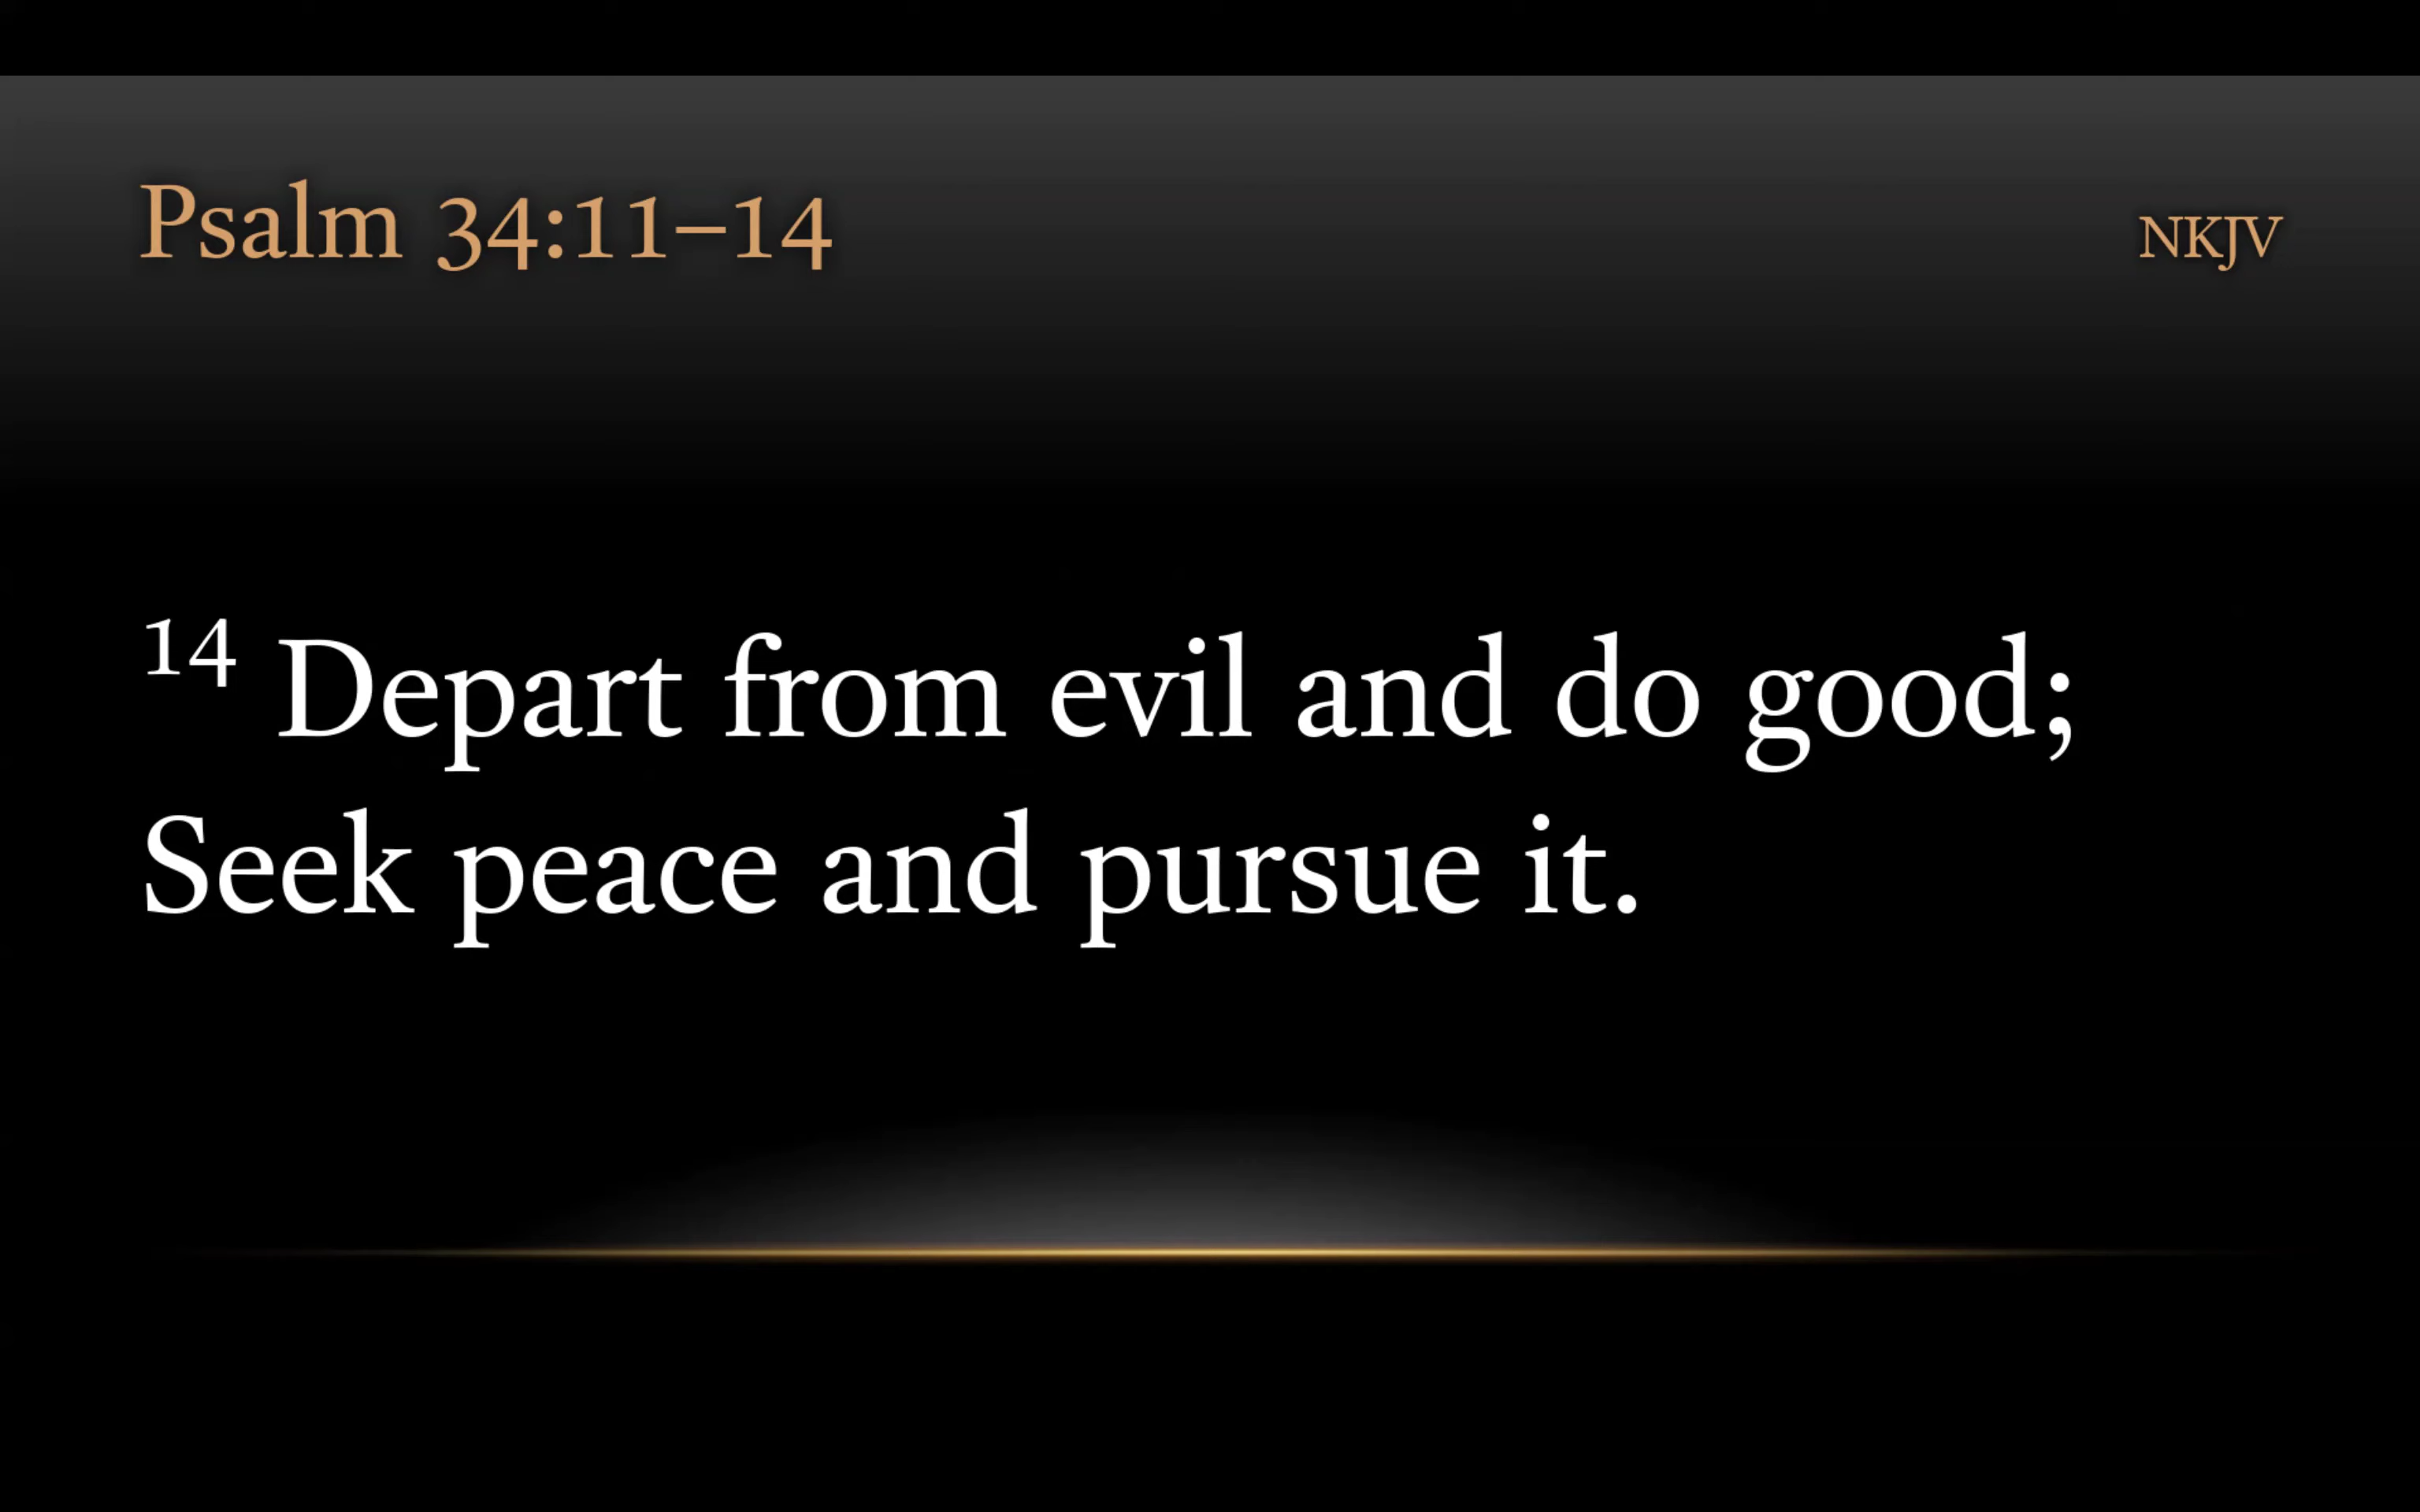 Psalm 34:11–14
NKJV
14 Depart from evil and do good;
Seek peace and pursue it.